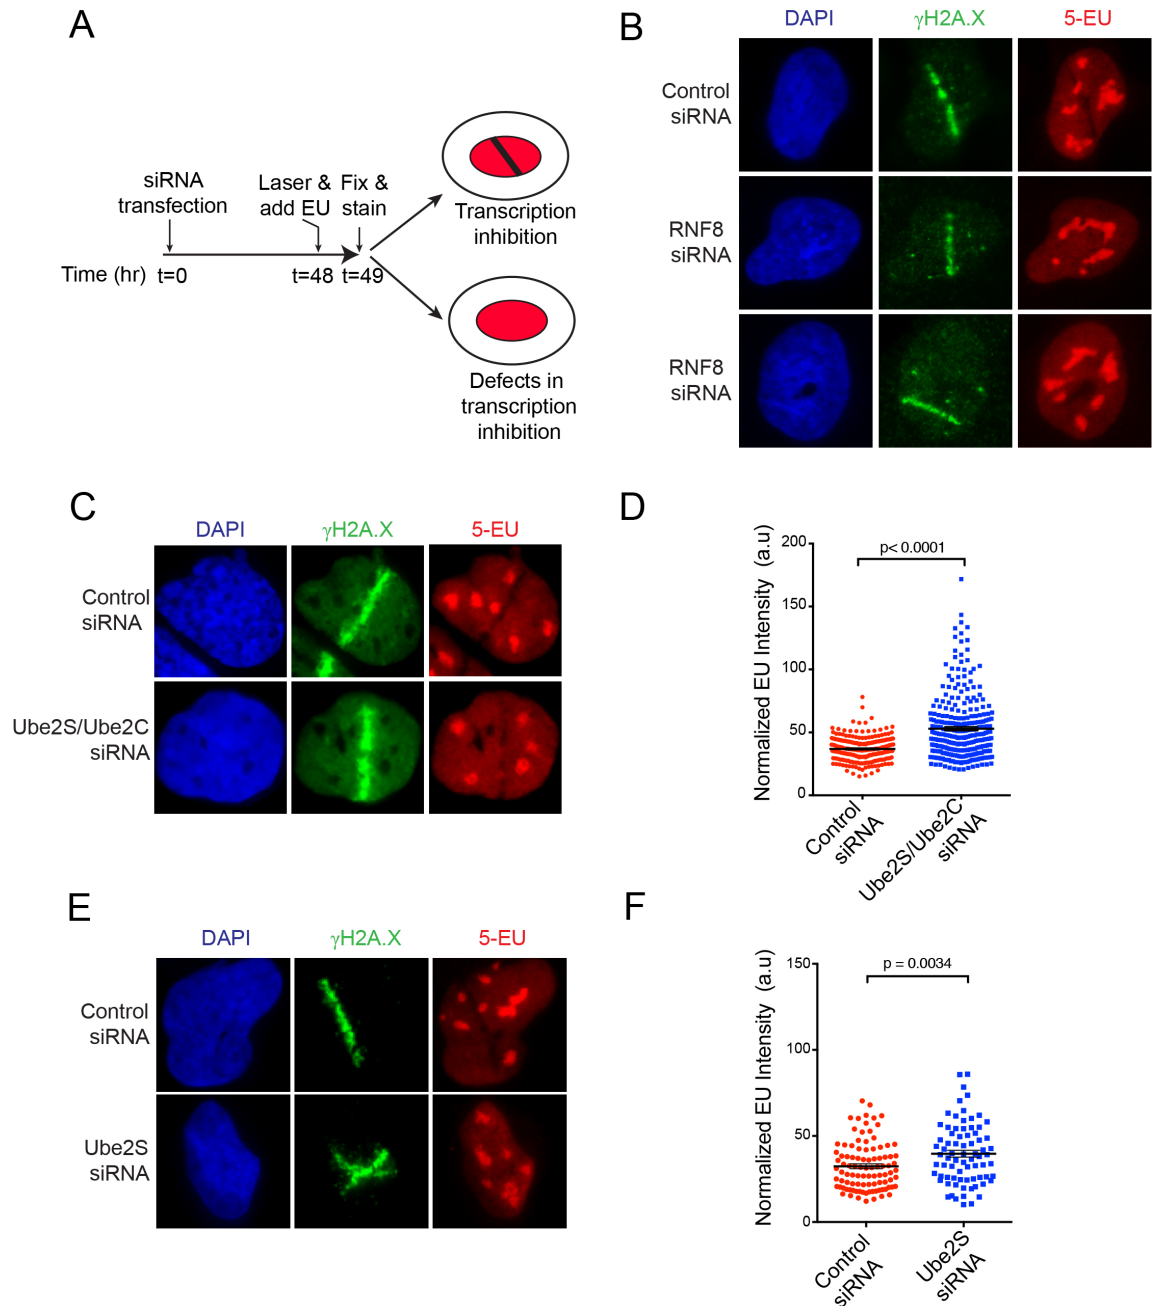 A
siRNA
transfection
Laser &
add EU
Fix &
stain
Time (hr)
t=0
t=48
t=49
Transcription
inhibition
Defects in
transcription
inhibition
B
DAPI
γH2A.X
5-EU
Control
siRNA
RNF8
siRNA
RNF8
siRNA
C
DAPI
γH2A.X
5-EU
Control
siRNA
Ube2S/Ube2C
siRNA
D
Normalized EU Intensity (a.u)
200
150
100
50
0
p< 0.0001
Control
siRNA
Ube2S/Ube2C
siRNA
E
DAPI
γH2A.X
5-EU
Control
siRNA
Ube2S
siRNA
F
Normalized EU Intensity (a.u)
150
100
50
0
p = 0.0034
Control
siRNA
Ube2S
siRNA